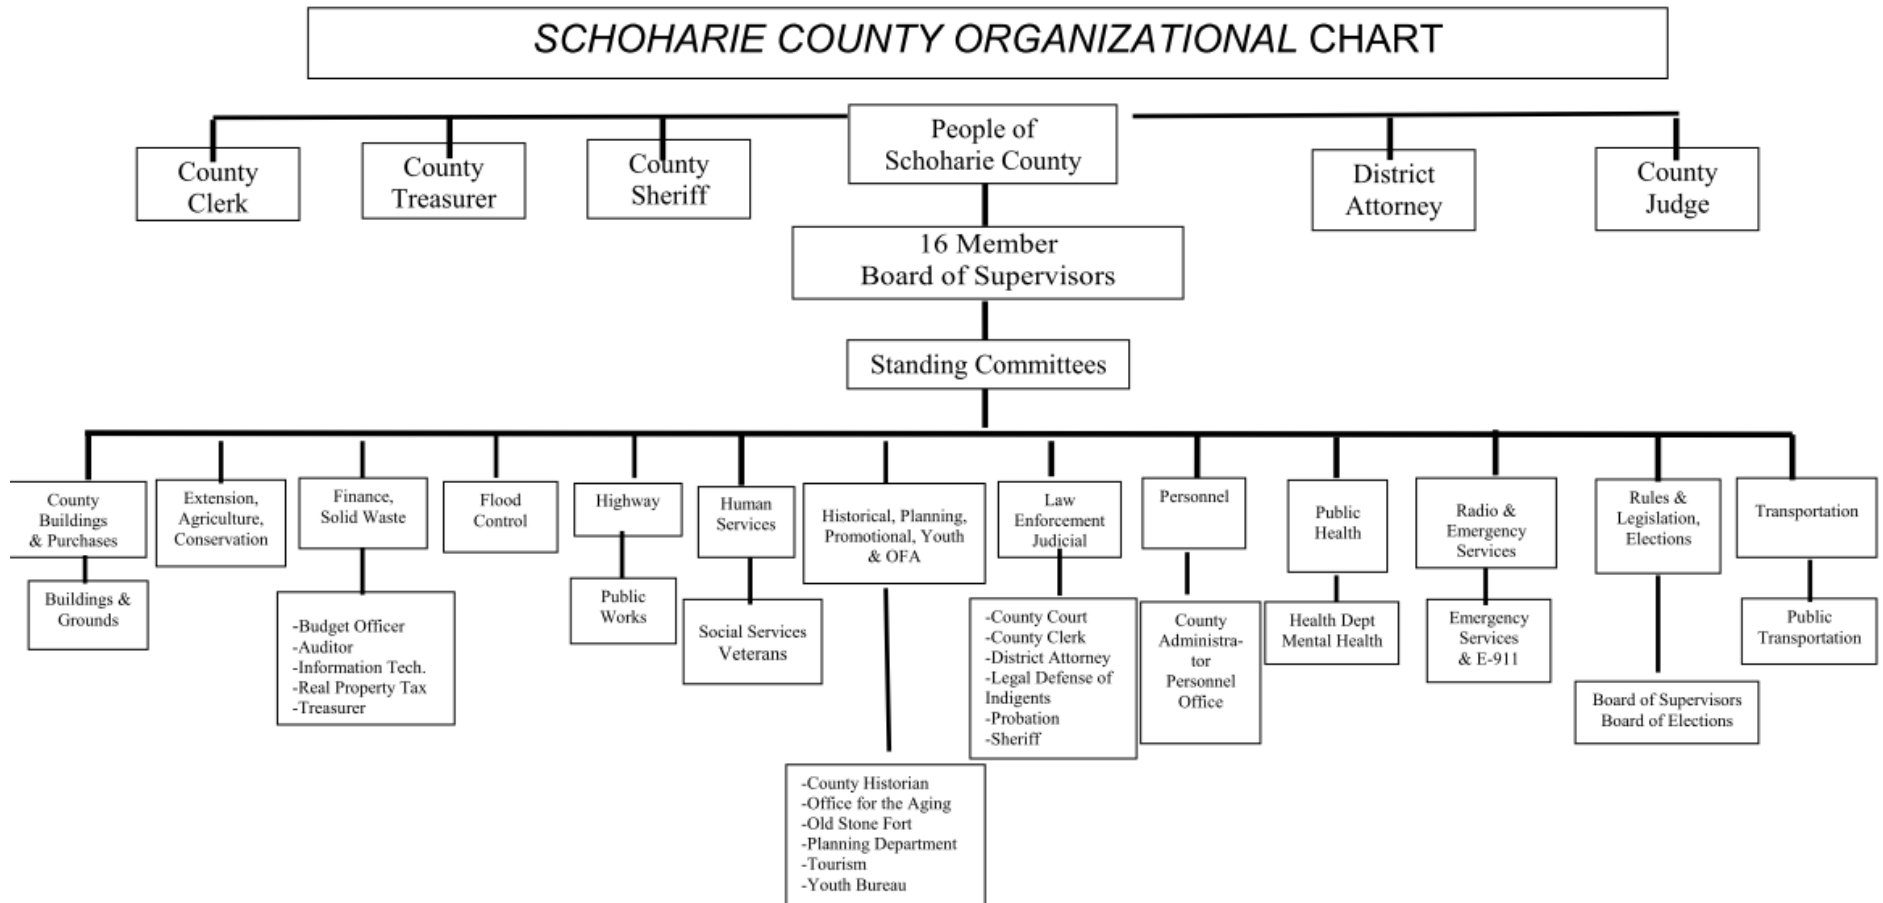 SCHOHARIE COUNTY ORGANIZATIONAL CHART
People of
Schoharie County
County
Clerk
County
Treasurer
County
Sheriff
District
Attorney
County
Judge
16 Member
Board of Supervisors
Standing Committees
County
Buildings
& Purchases
Extension,
Agriculture,
Conservation
Finance,
Solid Waste
Flood
Control
Highway
Human
Services
Historical, Planning,
Promotional, Youth
& OFA
Law
Enforcement
Judicial
Personnel
Public
Health
Radio &
Emergency
Services
Rules &
Legislation,
Elections
Transportation
Buildings &
Grounds
-Budget Officer
-Auditor
-Information Tech.
-Real Property Tax
-Treasurer
Public
Works
Social Services
Veterans
-County Historian
-Office for the Aging
-Old Stone Fort
-Planning Department
-Tourism
-Youth Bureau
-County Court
-County Clerk
-District Attorney
-Legal Defense of
Indigents
-Probation
-Sheriff
County
Administra-
tor
Personnel
Office
Health Dept
Mental Health
Emergency
Services
& E-911
Board of Supervisors
Board of Elections
Public
Transportation